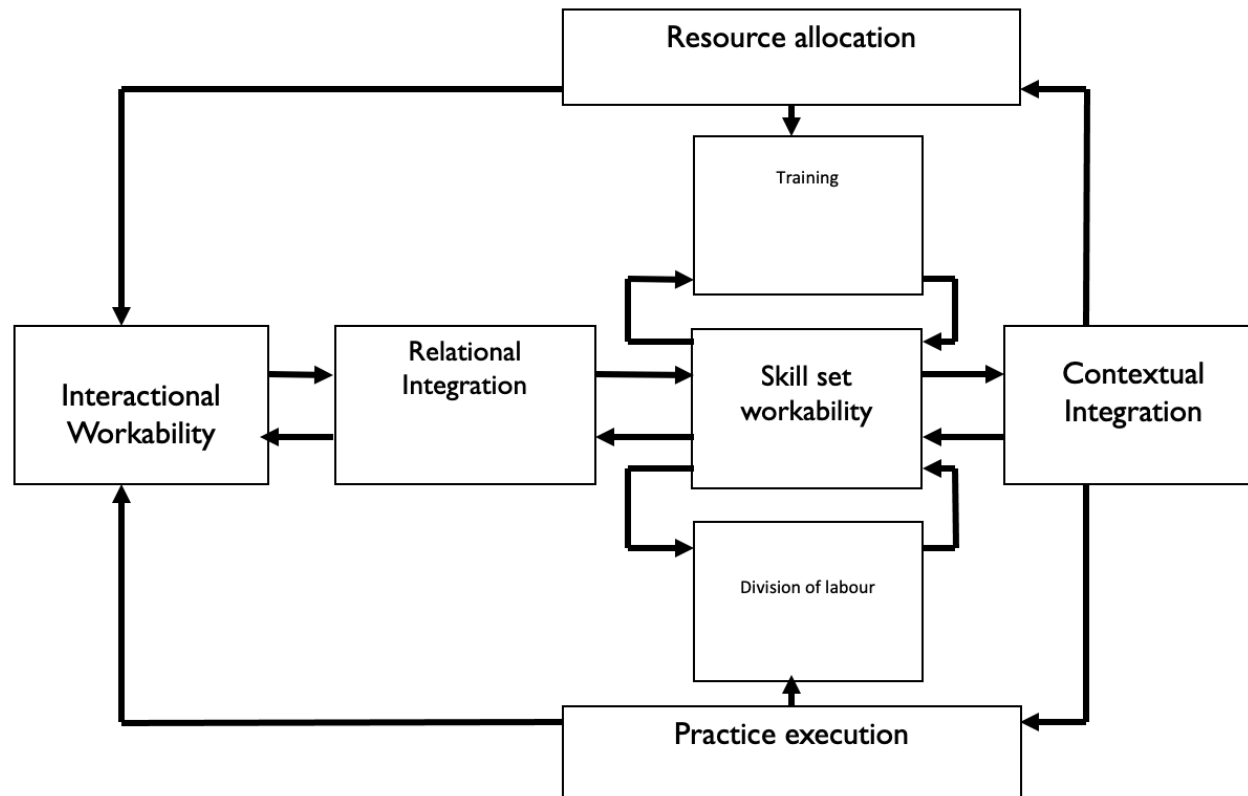 Resource allocation
Training
Interactional
Workability
Relational
Integration
Skill set
workability
Contextual
Integration
Division of labour
Practice execution